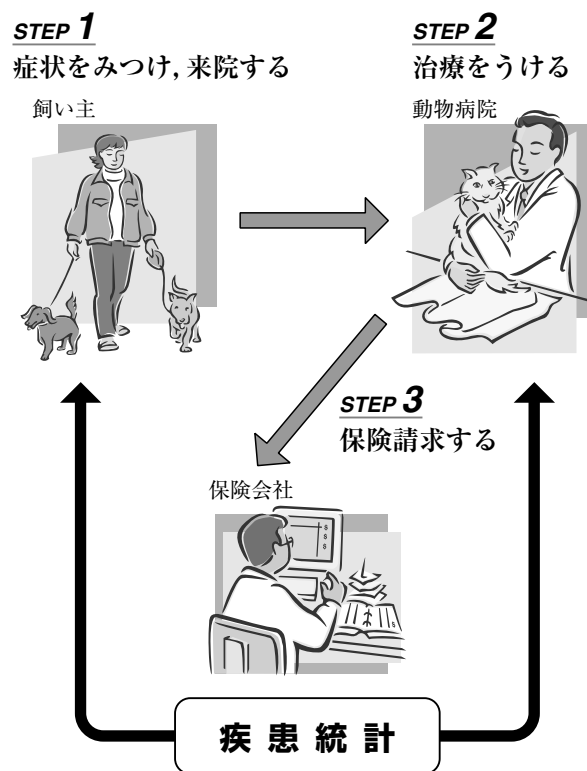 STEP 1
症状をみつけ, 来院する
飼い主
STEP 2
治療をうける
動物病院
STEP 3
保険請求する
保険会社
疾患統計